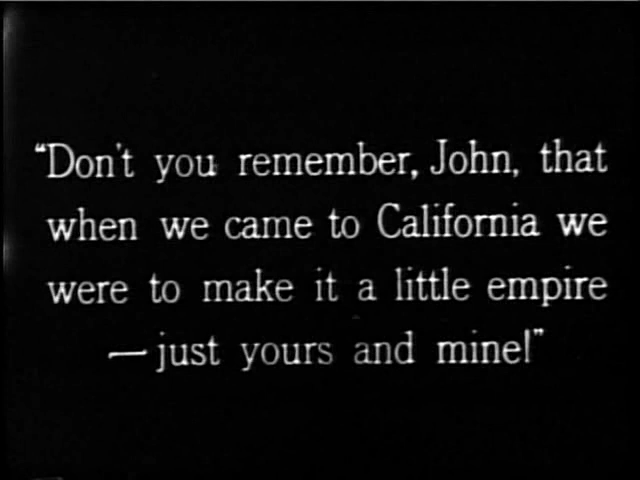 “Don't you remember, John, that
when we came to California we
were to make it a little empire
—just yours and mine!”